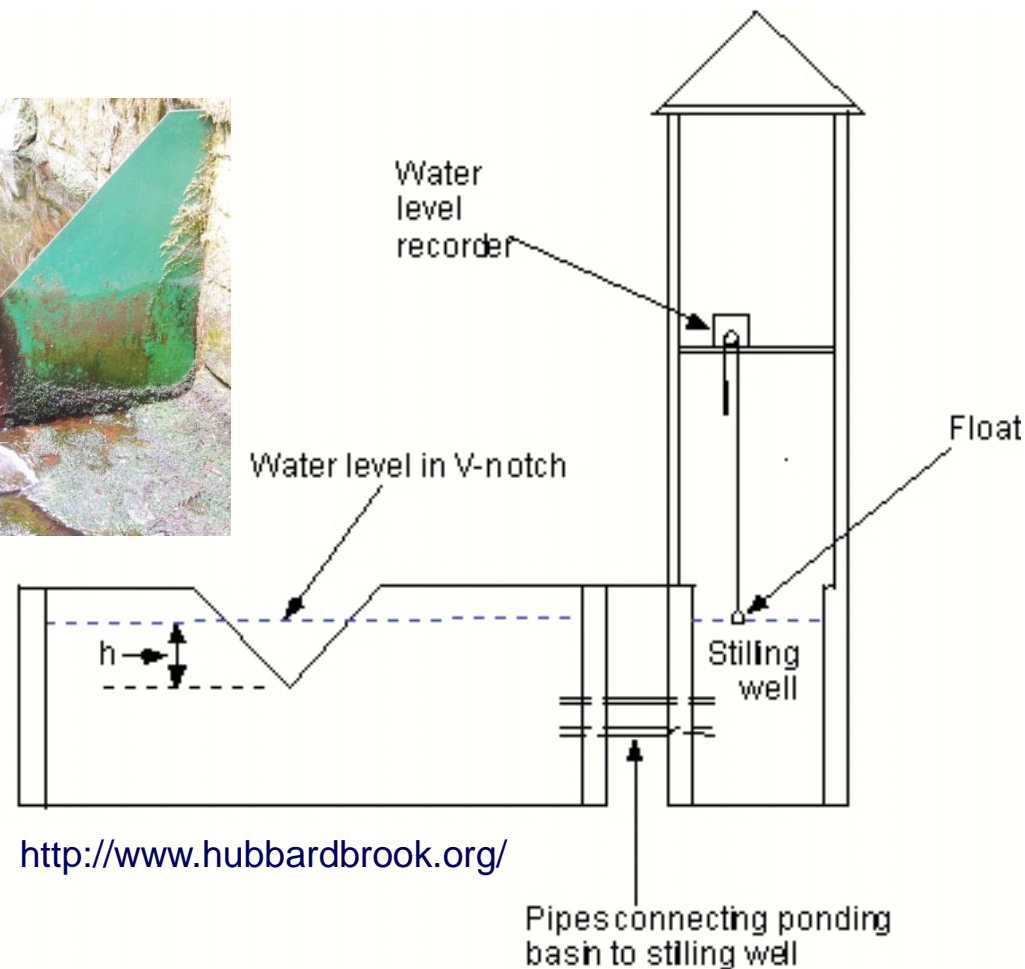 Water
level
recorder
Float
Water level in V-notch
h
Stilling
well
http://www.hubbardbrook.org/
Pipes connecting ponding
basin to stilling well